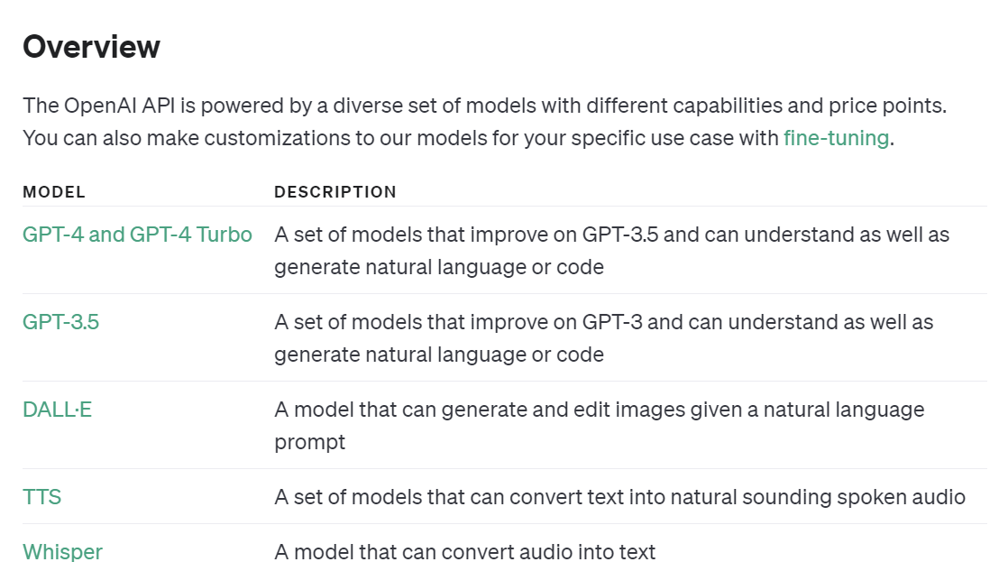 Overview
The OpenAI API is powered by a diverse set of models with different capabilities and price points.
You can also make customizations to our models for your specific use case with fine-tuning.
MODEL DESCRIPTION
GPT-4 and GPT-4 Turbo A set of models that improve on GPT-3.5 and can understand as well as
generate natural language or code
GPT-3.5 A set of models that improve on GPT-3 and can understand as well as
generate natural language or code
DALL·E A model that can generate and edit images given a natural language
prompt
TTS A set of models that can convert text into natural sounding spoken audio
Whisper A model that can convert audio into text